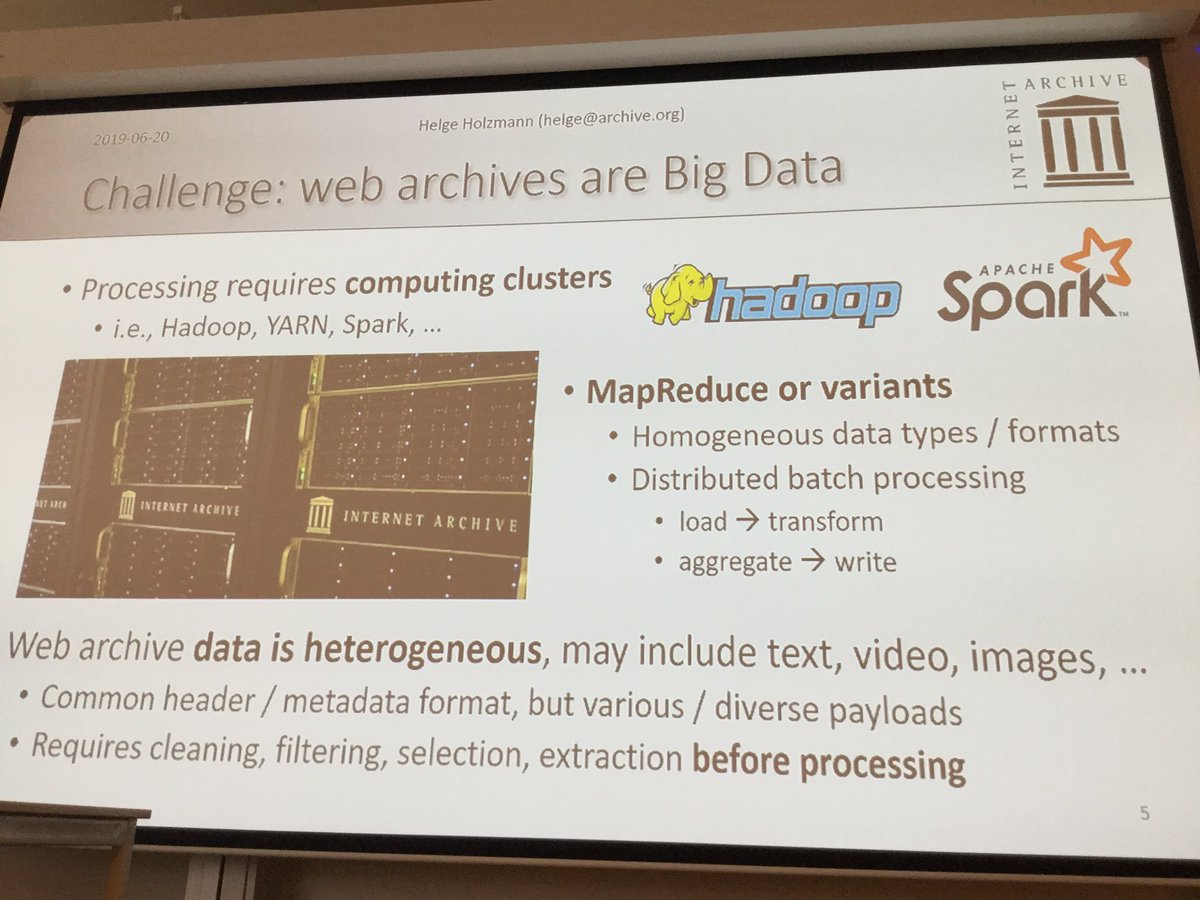 2019-06-20
Helge Holzmann (helge@archive.org)
INTERNET ARCHIVE
Challenge: web archives are Big Data
• Processing requires computing clusters
• i.e., Hadoop, YARN, Spark, ...
hadoop
APACHE
Spark™
INTERNET ARCHIVE
INTERNET ARCHIVE
• MapReduce or variants
• Homogeneous data types / formats
• Distributed batch processing
• load → transform
• aggregate → write
Web archive data is heterogeneous, may include text, video, images, ...
• Common header / metadata format, but various / diverse payloads
• Requires cleaning, filtering, selection, extraction before processing
5